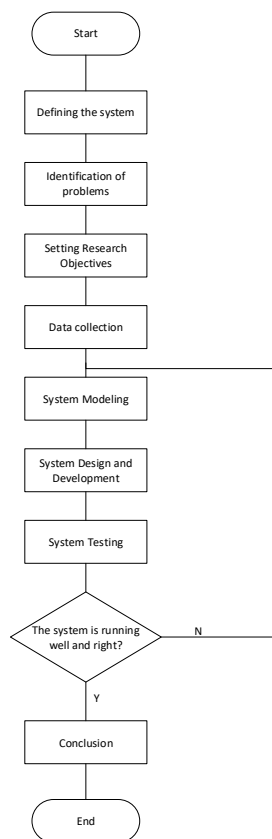 Start
Defining the system
Identification of
problems
Setting Research
Objectives
Data collection
System Modeling
System Design and
Development
System Testing
The system is running
well and right?
N
Y
Conclusion
End